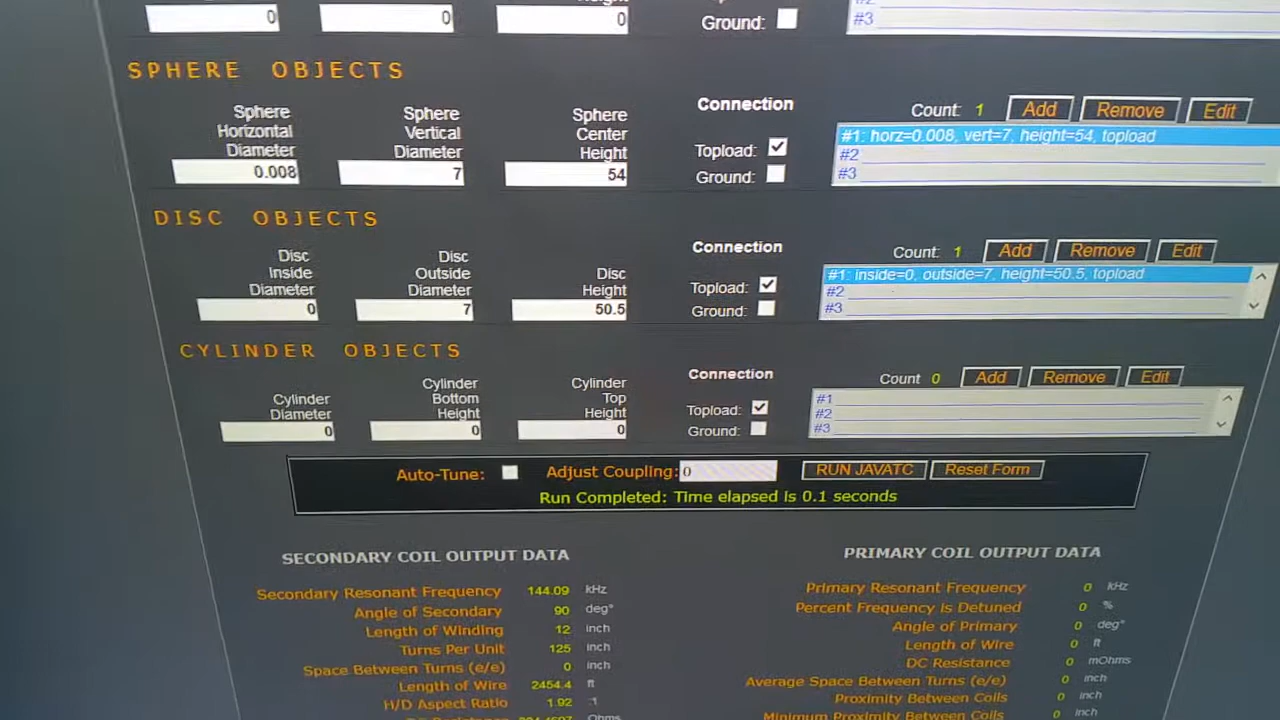 0 0 0 Ground: #3
SPHERE OBJECTS
Sphere Horizontal Diameter
0.008
Sphere Vertical Diameter
7
Sphere Center Height
54
Connection
Topload:
Ground:
Count: 1 Add Remove Edit
#1: horz=0.008, vert=7, height=54, topload
#2
#3
DISC OBJECTS
Disc Inside Diameter
0
Disc Outside Diameter
7
Disc Height
50.5
Connection
Topload:
Ground:
Count: 1 Add Remove Edit
#1: inside=0, outside=7, height=50.5, topload
#2
#3
CYLINDER OBJECTS
Cylinder Diameter
0
Cylinder Bottom Height
0
Cylinder Top Height
0
Connection
Topload:
Ground:
Count 0 Add Remove Edit
#1
#2
#3
Auto-Tune: Adjust Coupling: 0 RUN JAVATC Reset Form
Run Completed: Time elapsed is 0.1 seconds
SECONDARY COIL OUTPUT DATA
Secondary Resonant Frequency 144.09 kHz
Angle of Secondary 90 deg°
Length of Winding 12 inch
Turns Per Unit 125 inch
Space Between Turns (e/e) 0 inch
Length of Wire 2454.4 ft
H/D Aspect Ratio 1.92 :1
Ohms
PRIMARY COIL OUTPUT DATA
Primary Resonant Frequency 0 kHz
Percent Frequency is Detuned 0 %
Angle of Primary 0 deg°
Length of Wire 0 ft
DC Resistance 0 mOhms
Average Space Between Turns (e/e) 0 inch
Proximity Between Coils 0 inch
Minimum Proximity Between Coils 0 inch